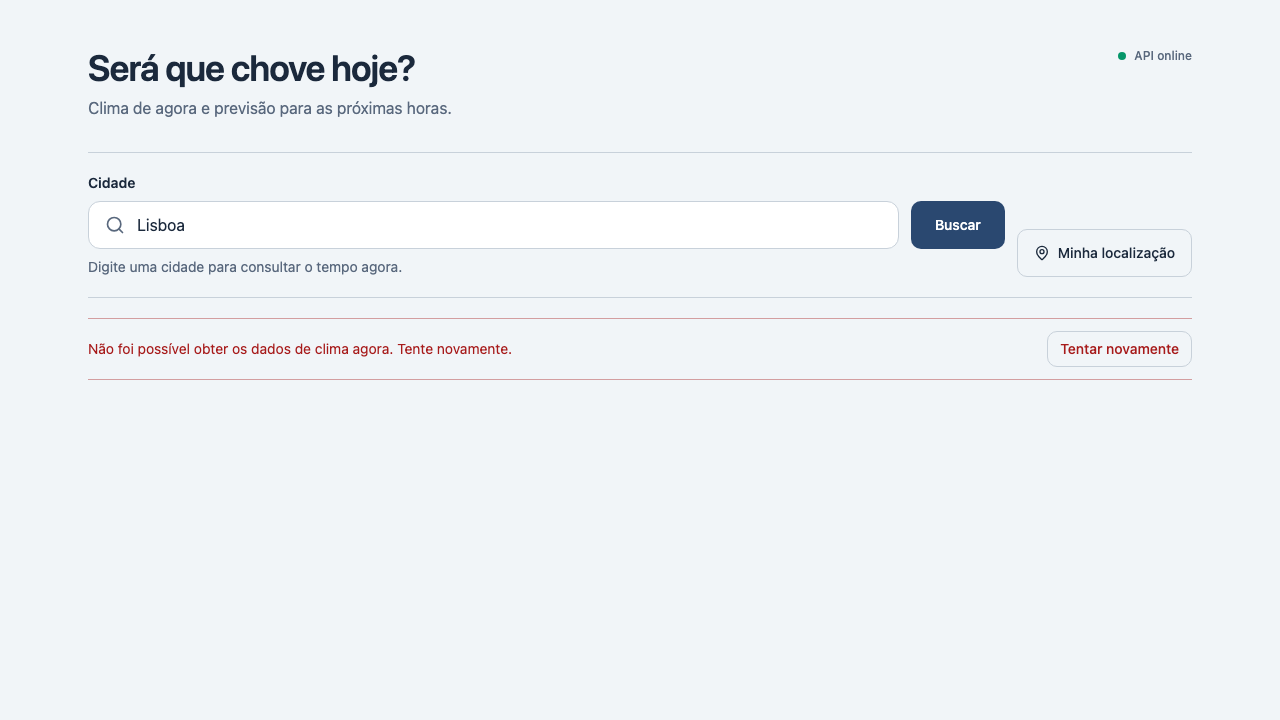 Será que chove hoje?
API online
Clima de agora e previsão para as próximas horas.
Cidade
Lisboa
Buscar
Minha localização
Digite uma cidade para consultar o tempo agora.
Não foi possível obter os dados de clima agora. Tente novamente.
Tentar novamente